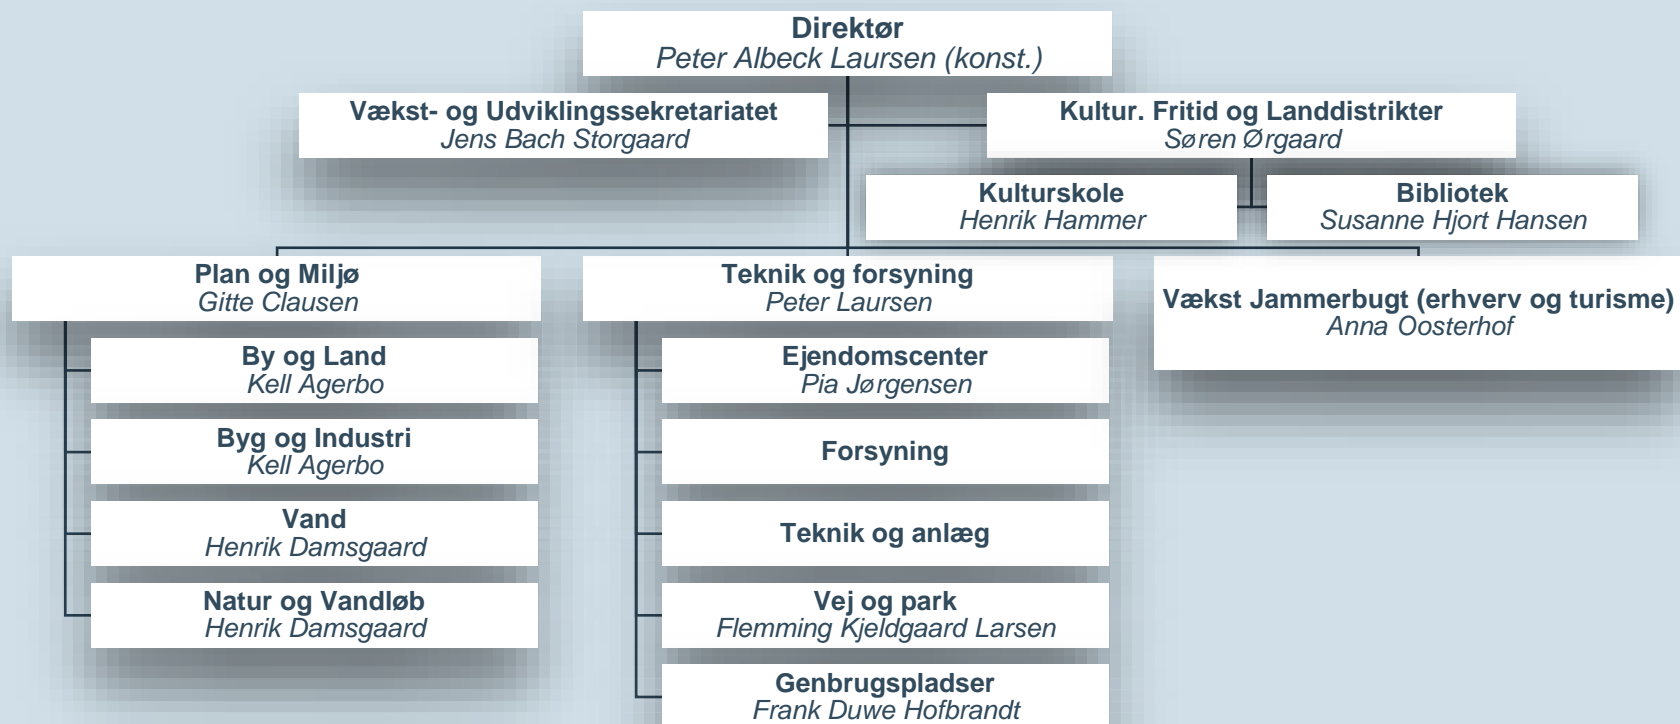 Direktør
Peter Albeck Laursen (konst.)
Vækst- og Udviklingssekretariatet
Jens Bach Storgaard
Kultur. Fritid og Landdistrikter
Søren Ørgaard
Kulturskole
Henrik Hammer
Bibliotek
Susanne Hjort Hansen
Plan og Miljø
Gitte Clausen
By og Land
Kell Agerbo
Byg og Industri
Kell Agerbo
Vand
Henrik Damsgaard
Natur og Vandløb
Henrik Damsgaard
Teknik og forsyning
Peter Laursen
Ejendomscenter
Pia Jørgensen
Forsyning
Teknik og anlæg
Vej og park
Flemming Kjeldgaard Larsen
Genbrugspladser
Frank Duwe Hofbrandt
Vækst Jammerbugt (erhverv og turisme)
Anna Oosterhof